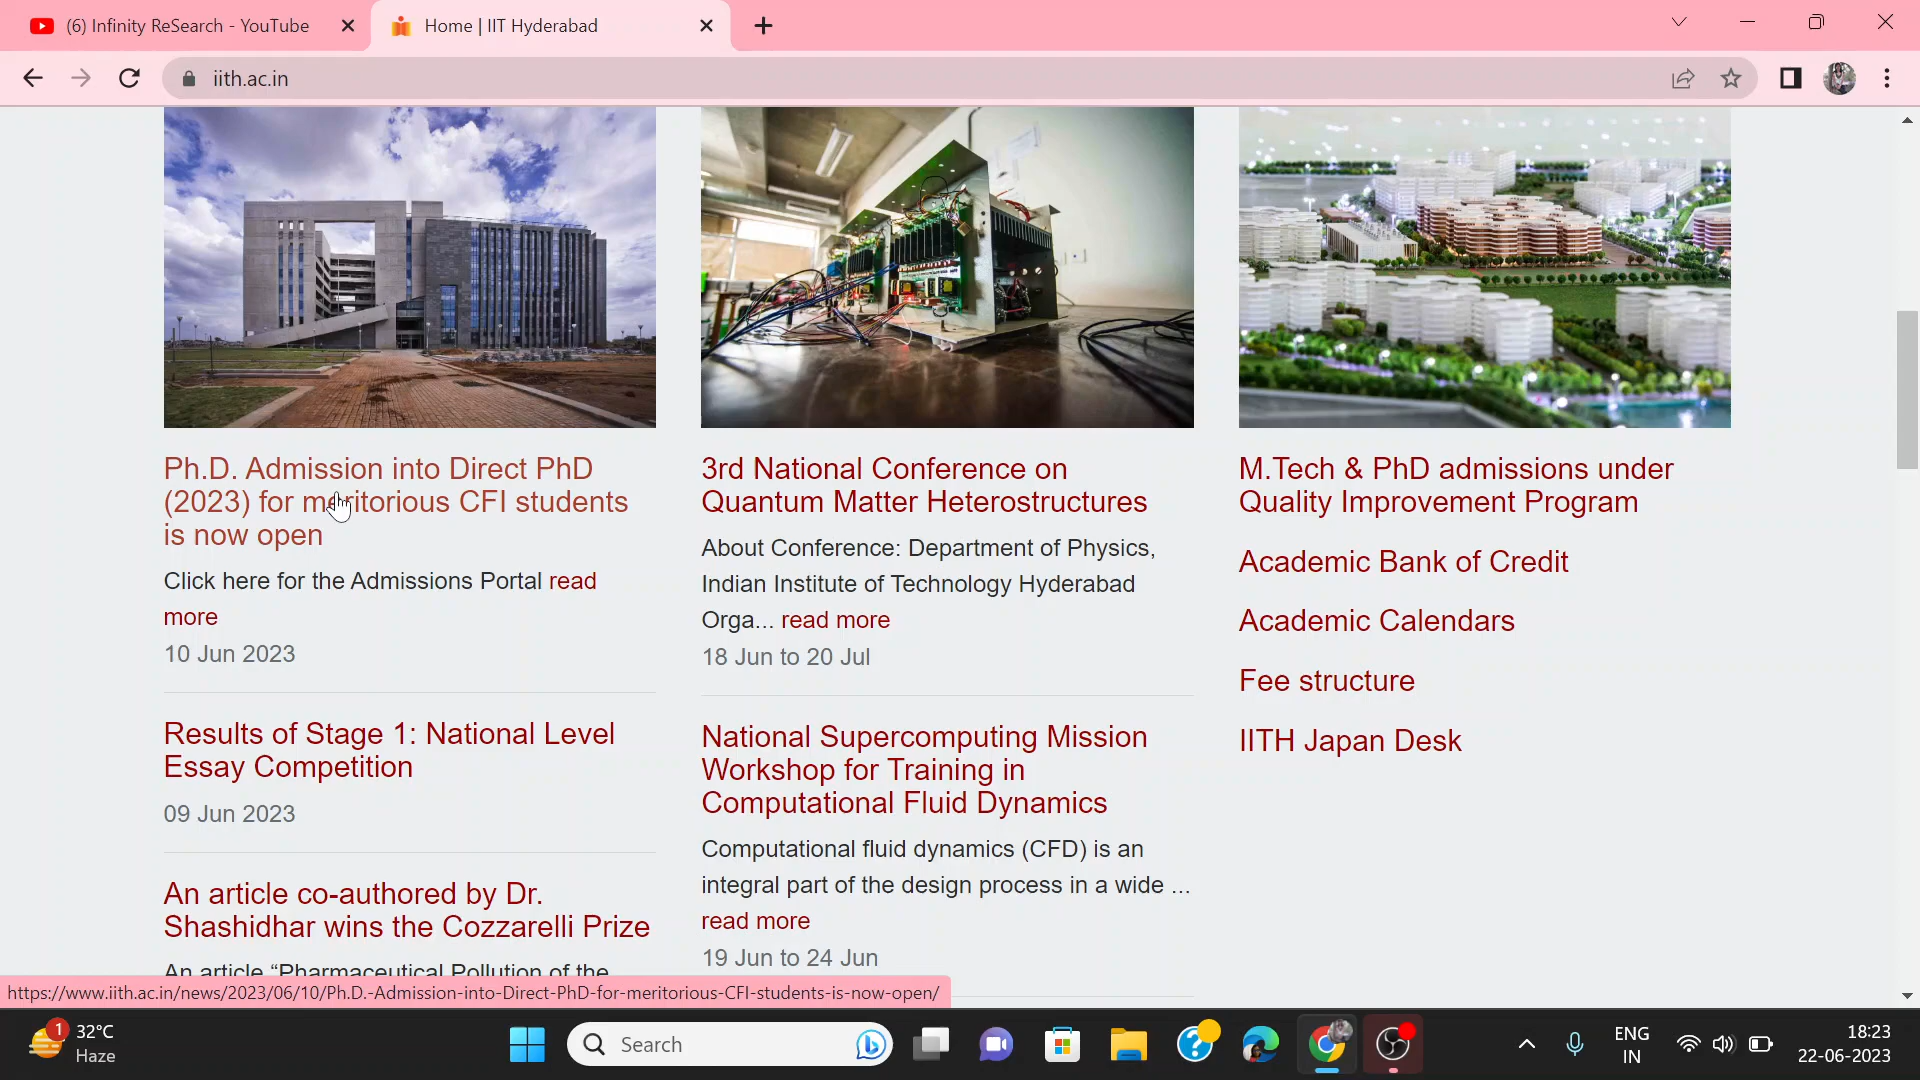 (6) Infinity ReSearch - YouTube
Home | IIT Hyderabad
iith.ac.in
Ph.D. Admission into Direct PhD
(2023) for meritorious CFI students
is now open
Click here for the Admissions Portal read
more
10 Jun 2023
Results of Stage 1: National Level
Essay Competition
09 Jun 2023
An article co-authored by Dr.
Shashidhar wins the Cozzarelli Prize
An article “Pharmaceutical Pollution of the
3rd National Conference on
Quantum Matter Heterostructures
About Conference: Department of Physics,
Indian Institute of Technology Hyderabad
Orga... read more
18 Jun to 20 Jul
National Supercomputing Mission
Workshop for Training in
Computational Fluid Dynamics
Computational fluid dynamics (CFD) is an
integral part of the design process in a wide ...
read more
19 Jun to 24 Jun
M.Tech & PhD admissions under
Quality Improvement Program
Academic Bank of Credit
Academic Calendars
Fee structure
IITH Japan Desk
https://www.iith.ac.in/news/2023/06/10/Ph.D.-Admission-into-Direct-PhD-for-meritorious-CFI-students-is-now-open/
1
32°C
Haze
Search
ENG
IN
18:23
22-06-2023